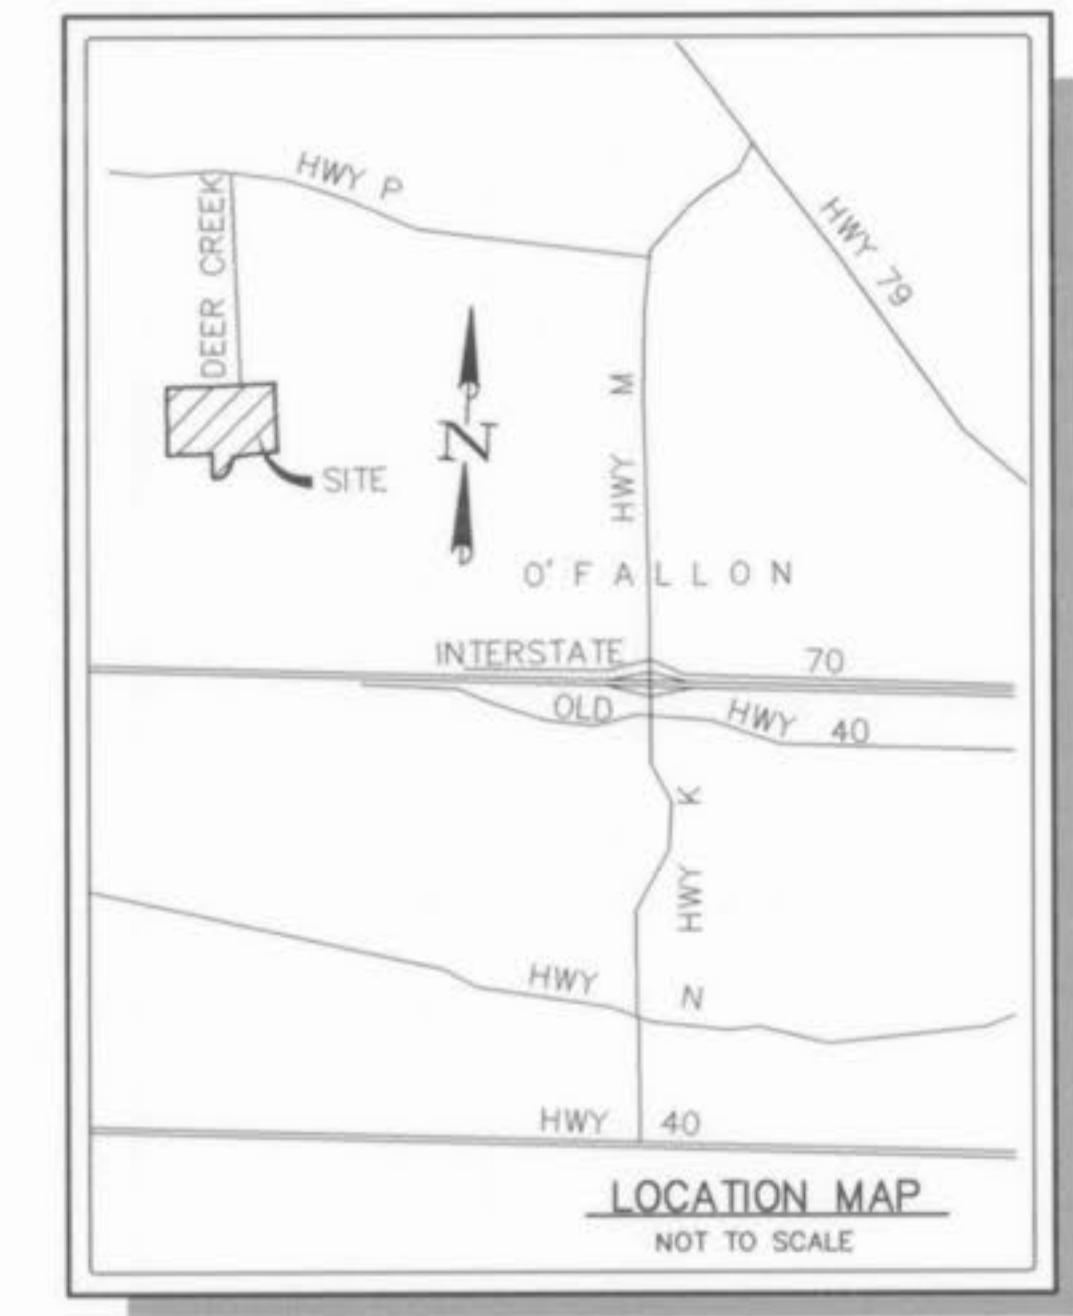 HWY P
HWY 79
DEER CREEK
HWY M
N
SITE
O'FALLON
INTERSTATE 70
OLD HWY 40
HWY K
HWY N
HWY 40
LOCATION MAP
NOT TO SCALE